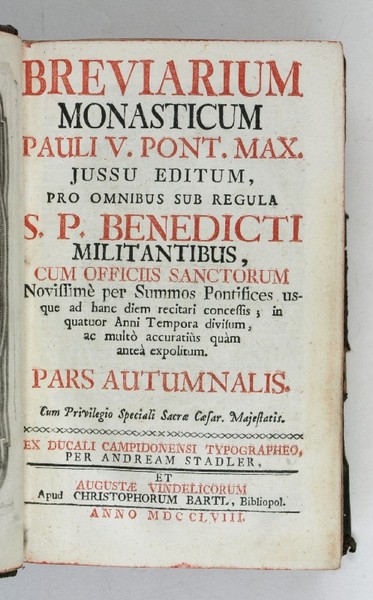 BREVIARIUM
MONASTICUM
PAULI V. PONT. MAX.
JUSSU EDITUM,
PRO OMNIBUS SUB REGULA
S. P. BENEDICTI
MILITANTIBUS,
CUM OFFICIIS SANCTORUM
Novissimè per Summos Pontifices us-
que ad hanc diem recitari concessis; in
quatuor Anni Tempora divisum,
ac multò accuratiùs quàm
anteà expolitum.
PARS AUTUMNALIS.
Cum Privilegio Speciali Sacræ Cæsar. Majestatis.
EX DUCALI CAMPIDONENSI TYPOGRAPHEO,
PER ANDREAM STADLER,
ET
AUGUSTÆ VINDELICORUM
Apud CHRISTOPHORUM BARTL, Bibliopol.
ANNO MDCCLVIII.